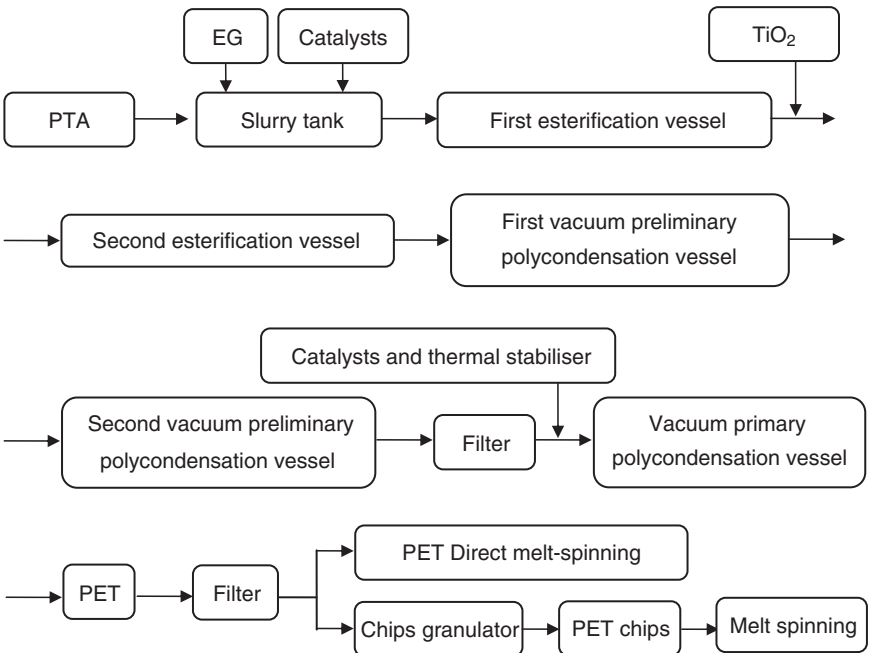 EG
Catalysts
TiO₂
PTA
Slurry tank
First esterification vessel
Second esterification vessel
First vacuum preliminary
polycondensation vessel
Catalysts and thermal stabiliser
Second vacuum preliminary
polycondensation vessel
Filter
Vacuum primary
polycondensation vessel
PET
Filter
PET Direct melt-spinning
Chips granulator
PET chips
Melt spinning